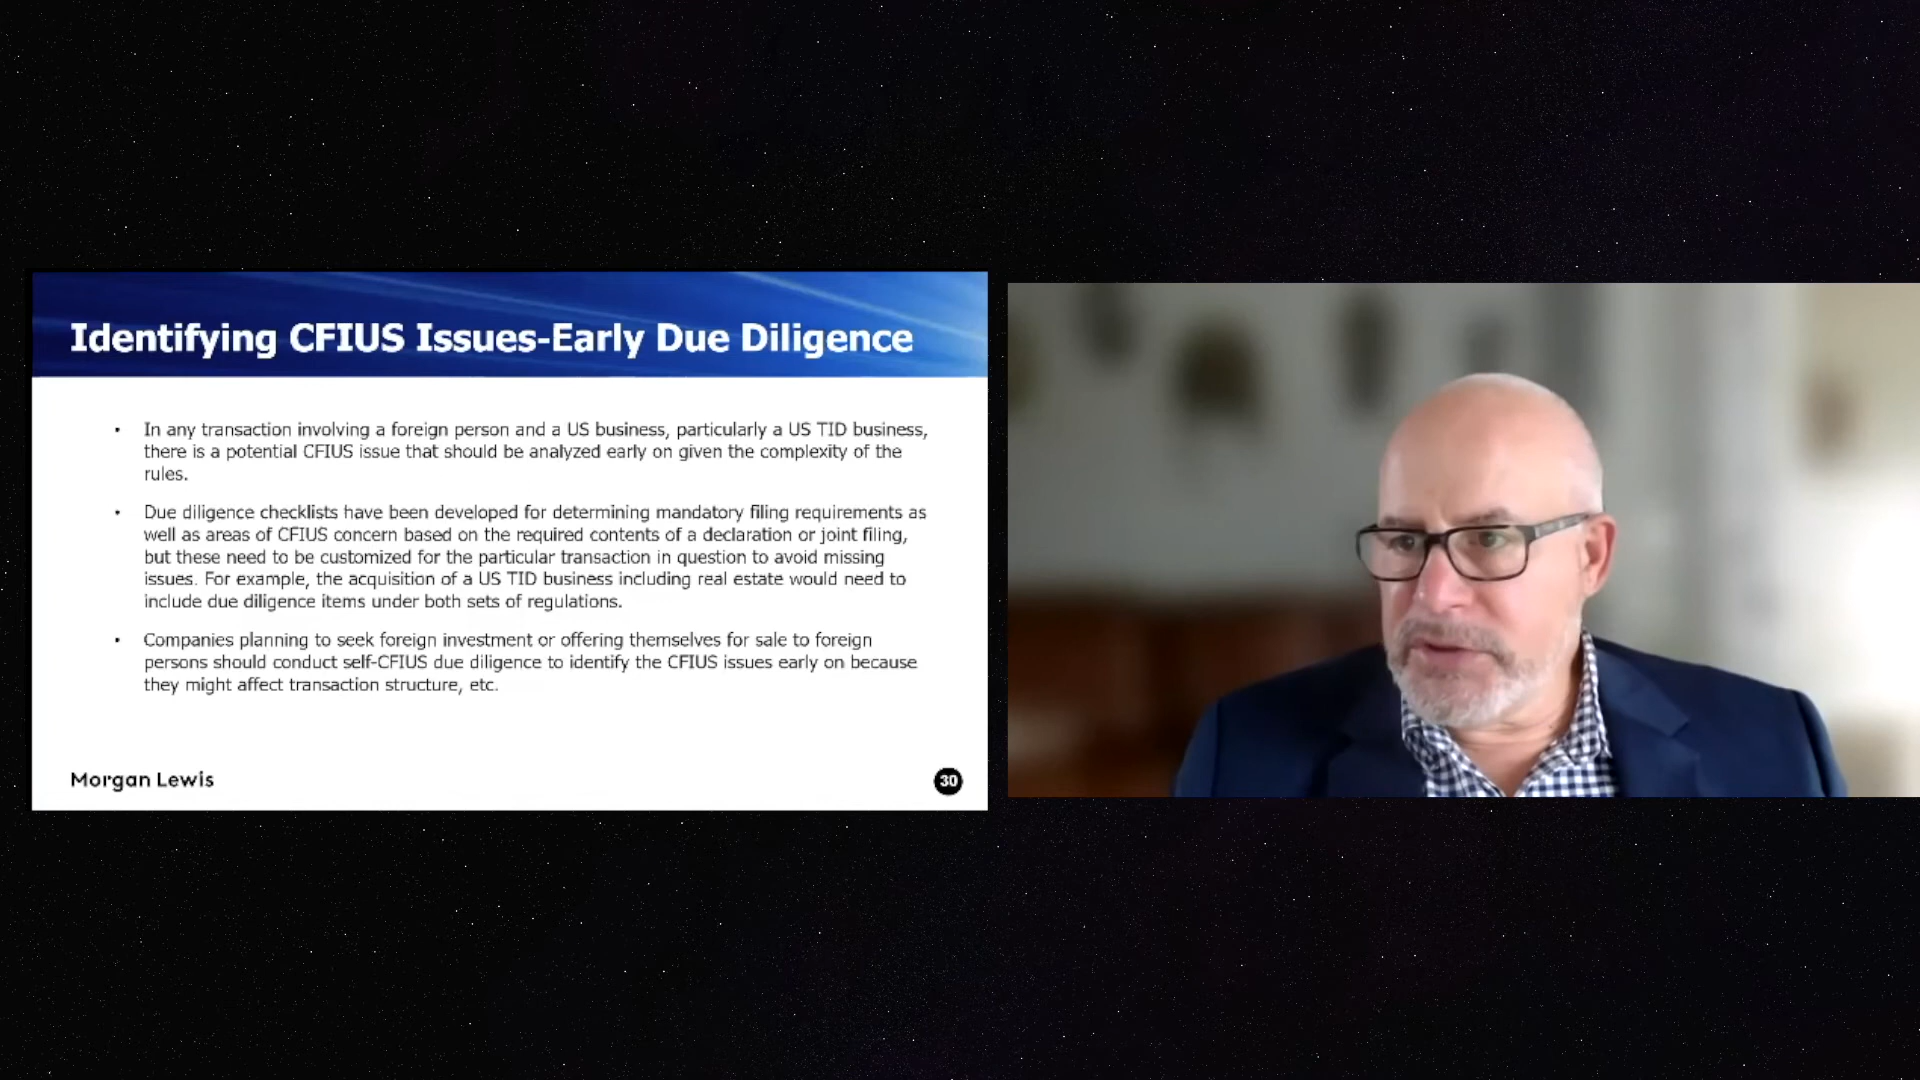 Identifying CFIUS Issues-Early Due Diligence
• In any transaction involving a foreign person and a US business, particularly a US TID business,
there is a potential CFIUS issue that should be analyzed early on given the complexity of the
rules.
• Due diligence checklists have been developed for determining mandatory filing requirements as
well as areas of CFIUS concern based on the required contents of a declaration or joint filing,
but these need to be customized for the particular transaction in question to avoid missing
issues. For example, the acquisition of a US TID business including real estate would need to
include due diligence items under both sets of regulations.
• Companies planning to seek foreign investment or offering themselves for sale to foreign
persons should conduct self-CFIUS due diligence to identify the CFIUS issues early on because
they might affect transaction structure, etc.
Morgan Lewis
30